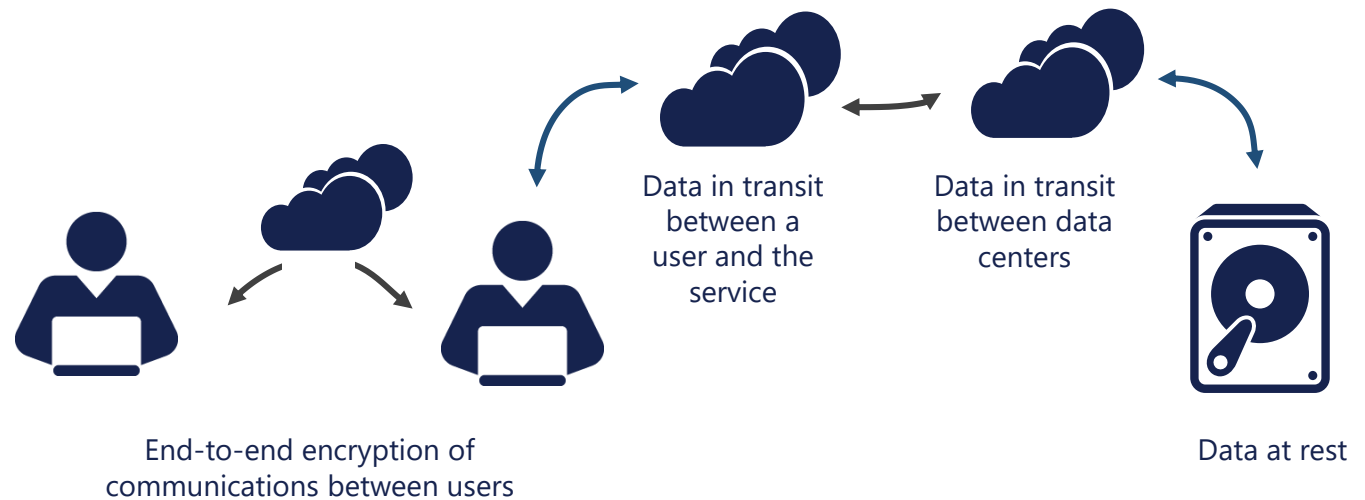 Data in transit
between a
user and the
service
Data in transit
between data
centers
End-to-end encryption of
communications between users
Data at rest